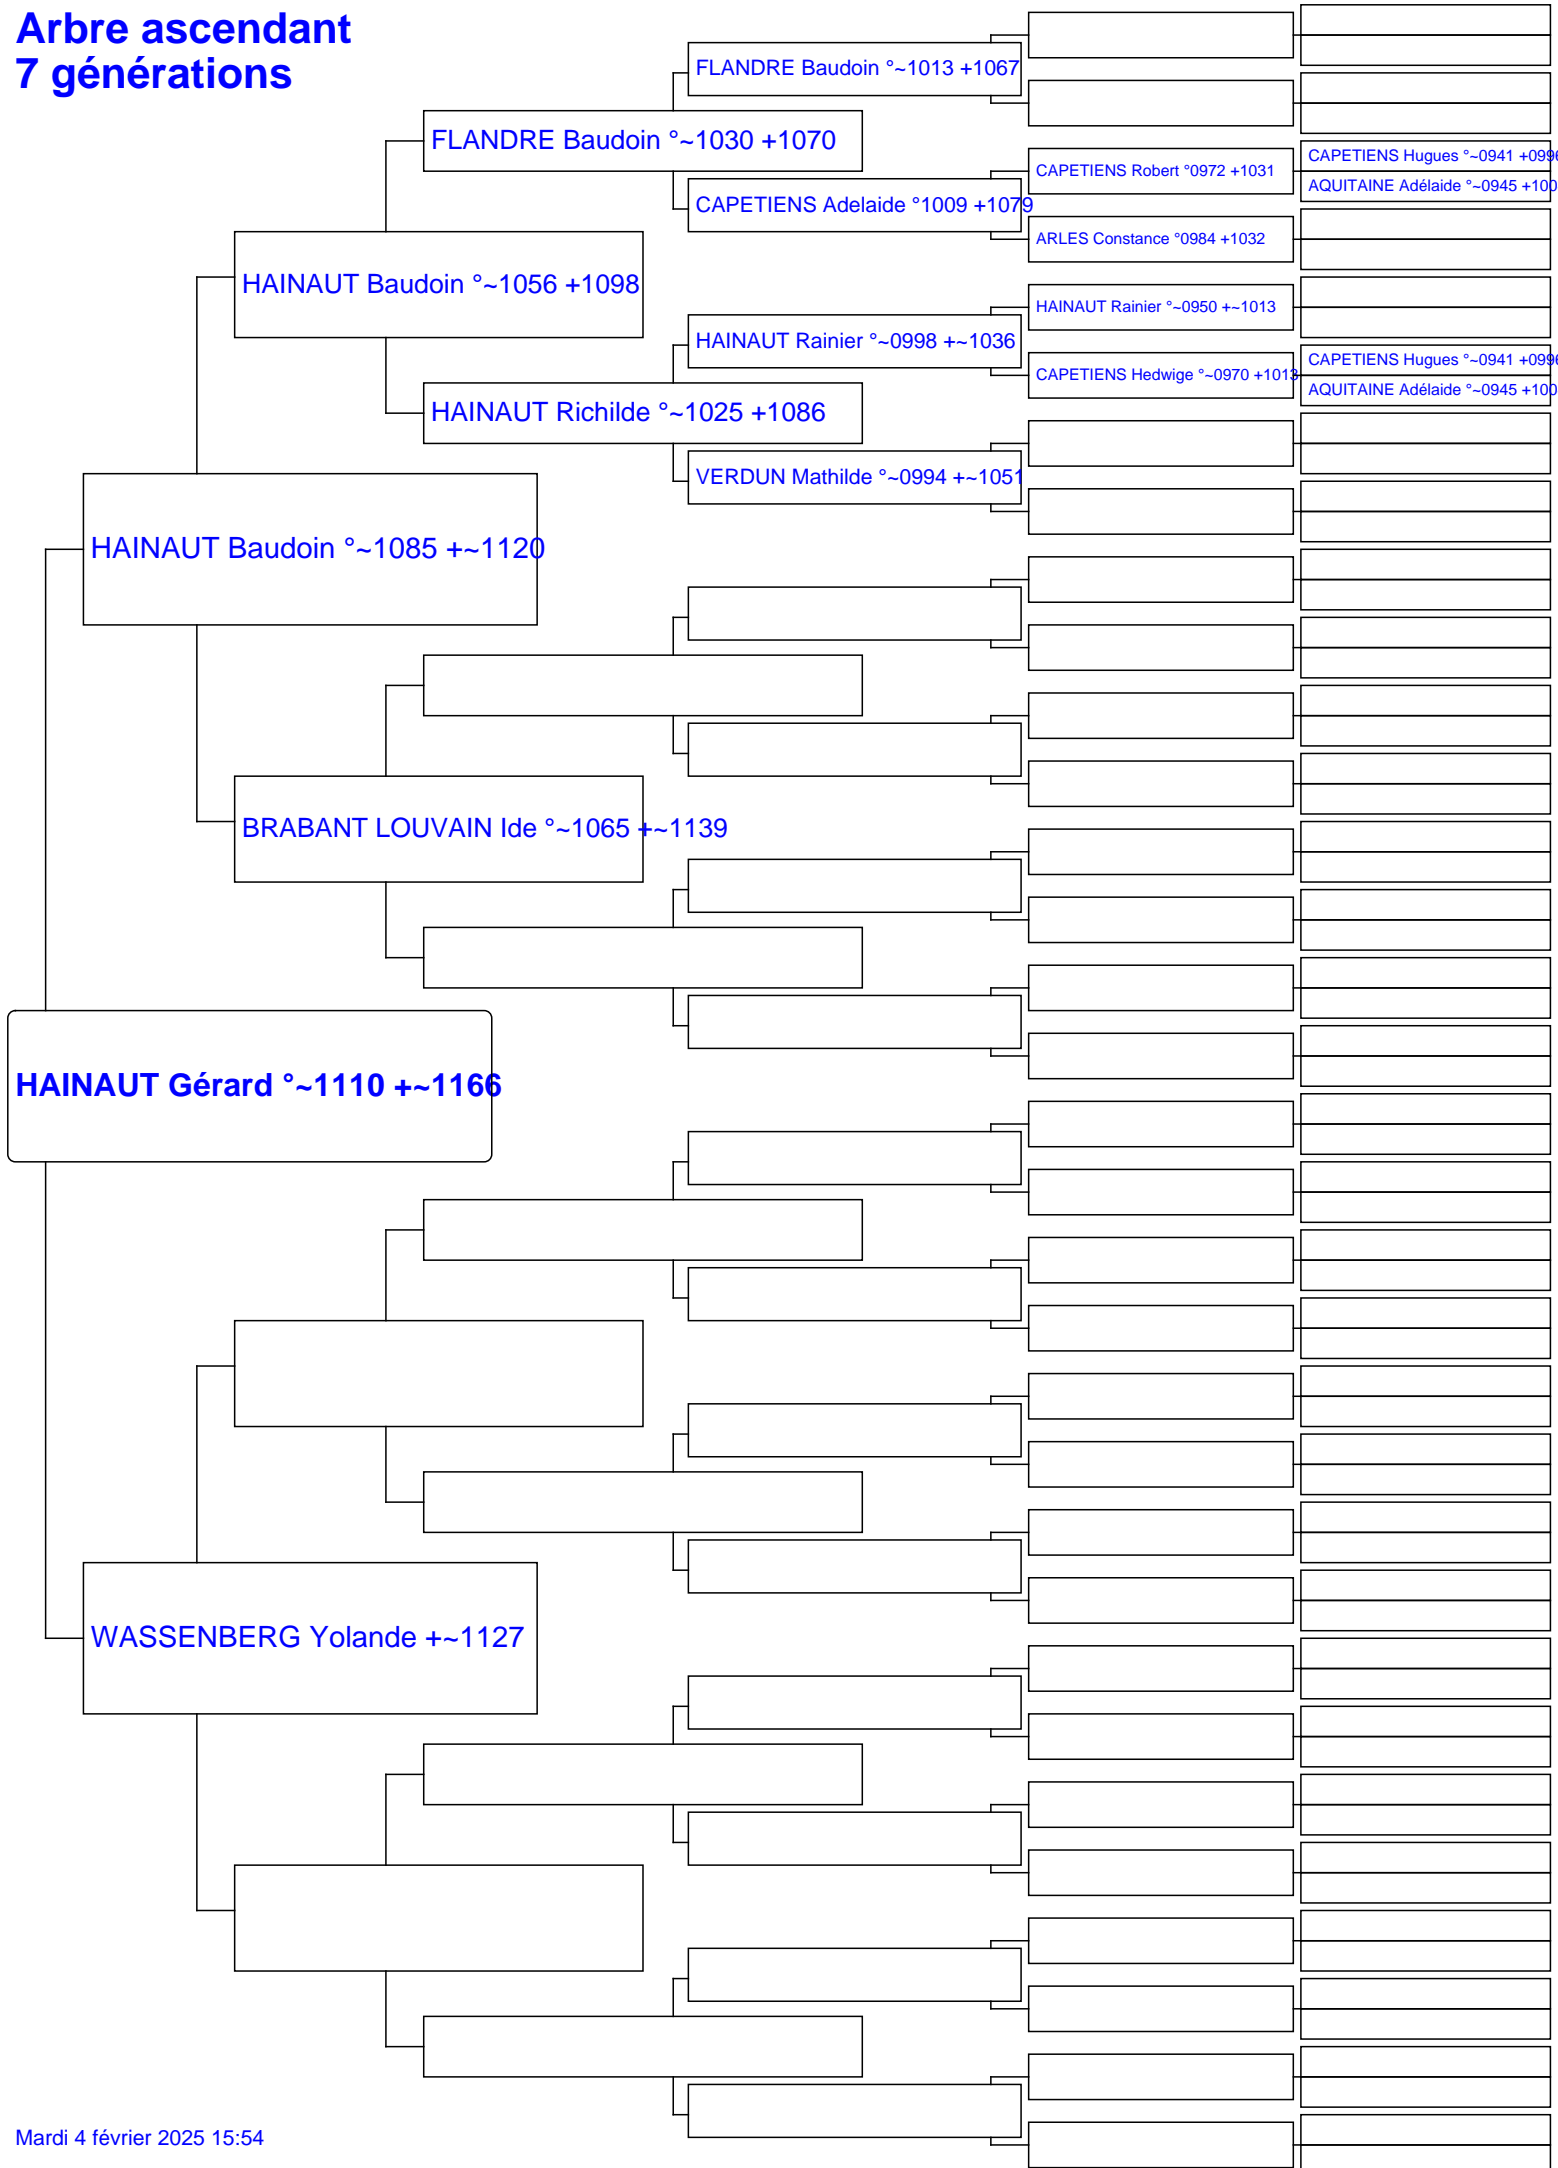 Arbre ascendant
7 générations
FLANDRE Baudoin °~1013 +1067
FLANDRE Baudoin °~1030 +1070
CAPETIENS Hugues °~0941 +0996
CAPETIENS Robert °0972 +1031
AQUITAINE Adélaide °~0945 +100
CAPETIENS Adelaide °1009 +1079
ARLES Constance °0984 +1032
HAINAUT Baudoin °~1056 +1098
HAINAUT Rainier °~0950 +~1013
HAINAUT Rainier °~0998 +~1036
CAPETIENS Hugues °~0941 +0996
CAPETIENS Hedwige °~0970 +1013
AQUITAINE Adélaide °~0945 +100
HAINAUT Richilde °~1025 +1086
VERDUN Mathilde °~0994 +~1051
HAINAUT Baudoin °~1085 +~1120
BRABANT LOUVAIN Ide °~1065 +~1139
HAINAUT Gérard °~1110 +~1166
WASSENBERG Yolande +~1127
Mardi 4 février 2025 15:54